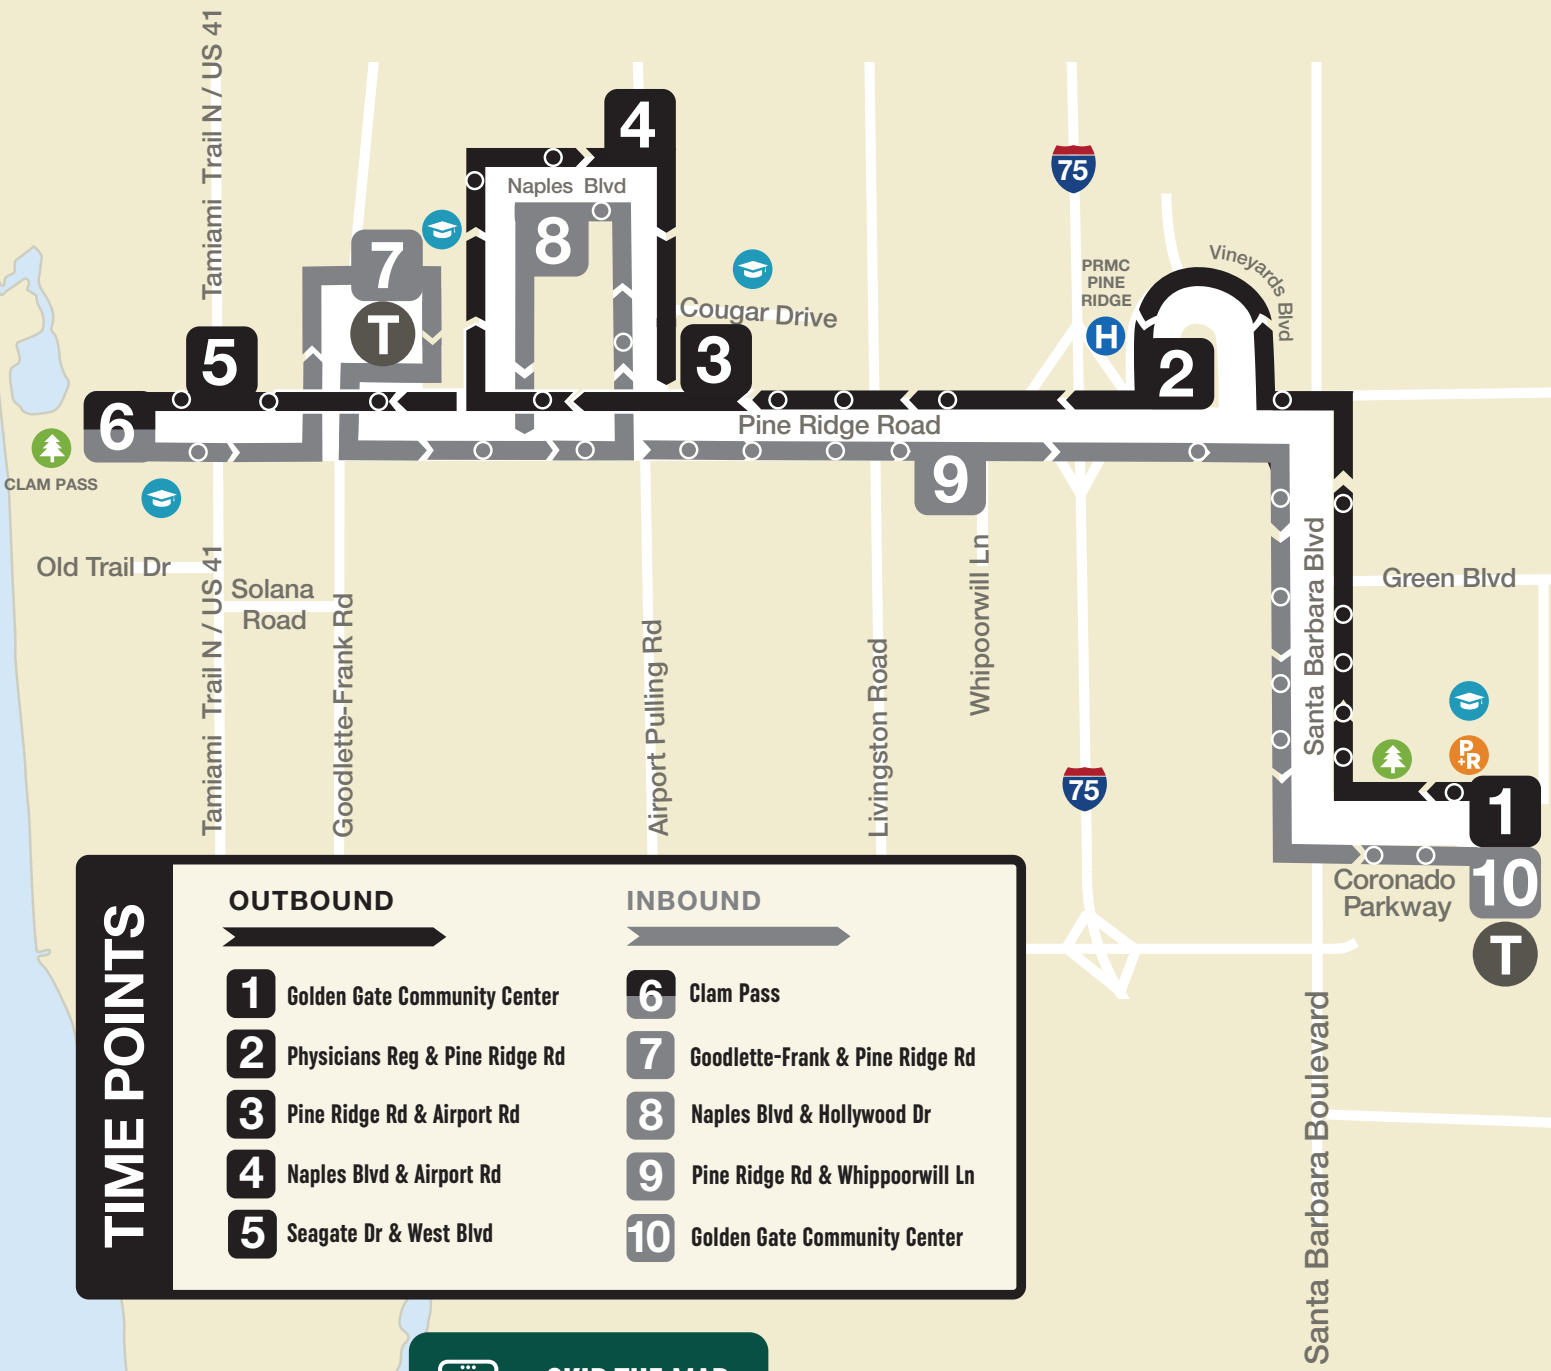 Tamiami Trail N / US 41
4
75
Naples Blvd
8
7
T
Cougar Drive
PRMC
PINE
RIDGE
H
Vineyards Blvd
5
3
2
6
Pine Ridge Road
CLAM PASS
9
Old Trail Dr
Solana
Road
Tamiami Trail N / US 41
Goodlette-Frank Rd
Airport Pulling Rd
Livingston Road
Whipoorwill Ln
Santa Barbara Blvd
Green Blvd
75
P
+R
1
10
Coronado
Parkway
T
Santa Barbara Boulevard
TIME POINTS
OUTBOUND
1 Golden Gate Community Center
2 Physicians Reg & Pine Ridge Rd
3 Pine Ridge Rd & Airport Rd
4 Naples Blvd & Airport Rd
5 Seagate Dr & West Blvd
INBOUND
6 Clam Pass
7 Goodlette-Frank & Pine Ridge Rd
8 Naples Blvd & Hollywood Dr
9 Pine Ridge Rd & Whippoorwill Ln
10 Golden Gate Community Center
SKIP THE MAP